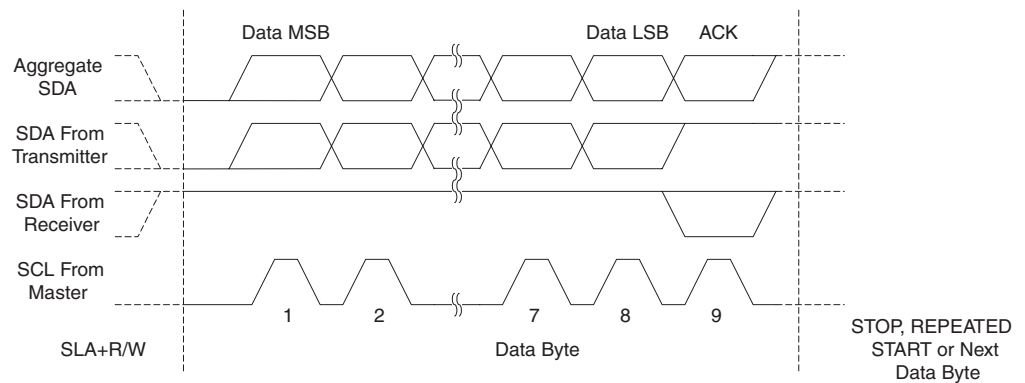 Data MSB
Data LSB
ACK
Aggregate
SDA
SDA From
Transmitter
SDA From
Receiver
SCL From
Master
1
2
7
8
9
SLA+R/W
Data Byte
STOP, REPEATED
START or Next
Data Byte